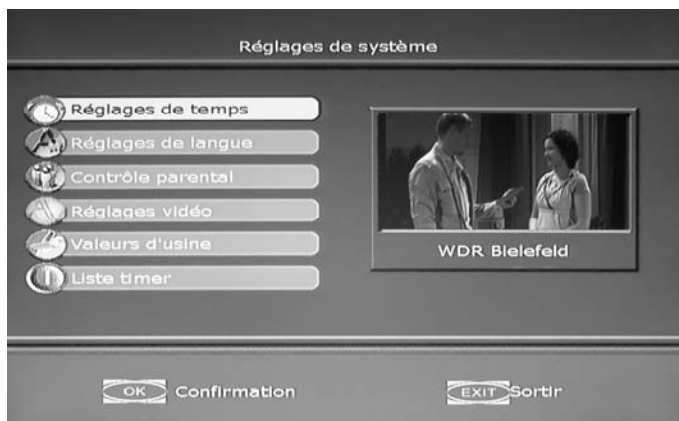 Réglages de système
Réglages de temps
Réglages de langue
Contrôle parental
Réglages vidéo
Valeurs d'usine
Liste timer
WDR Bielefeld
OK Confirmation
EXIT Sortir